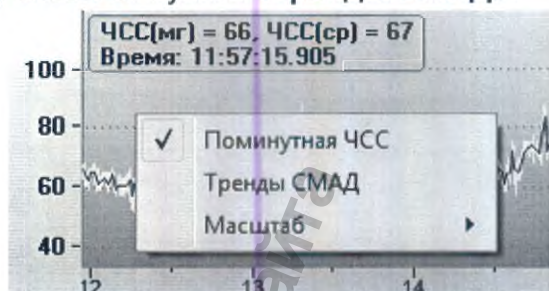 ЧСС(мг) = 66, ЧСС(ср) = 67
Время: 11:57:15.905
100
80
✓ Поминутная ЧСС
60
Тренды СМАД
Масштаб
40
12 13 14